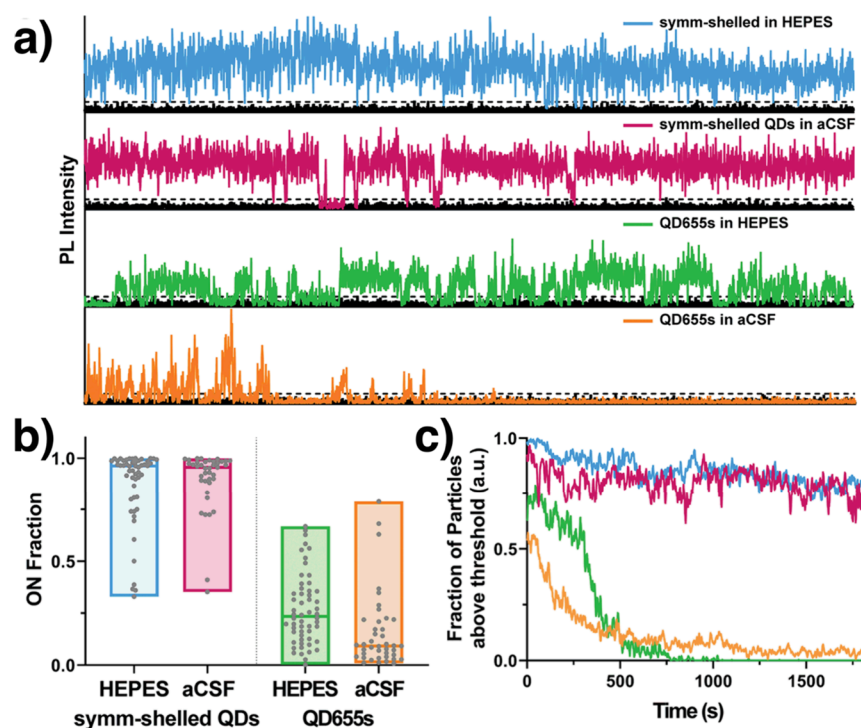 a)
symm-shelled in HEPES
symm-shelled QDs in aCSF
QD655s in HEPES
QD655s in aCSF
PL Intensity
b)
ON Fraction
1.0
0.5
0.0
HEPES aCSF HEPES aCSF
symm-shelled QDs QD655s
c)
Fraction of Particles
above threshold (a.u.)
1.0
0.5
0.0
0 500 1000 1500
Time (s)